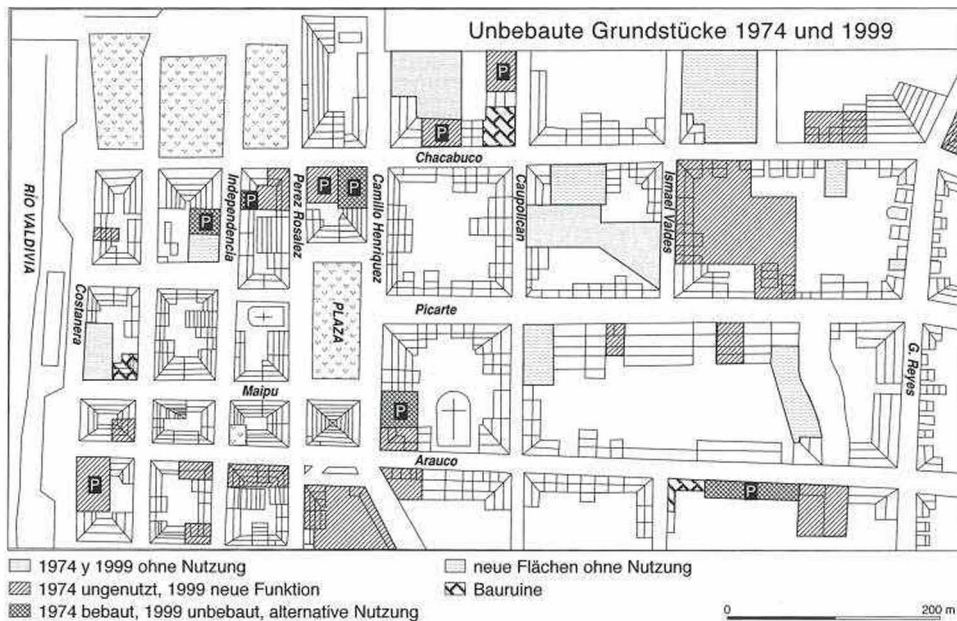 Unbebaute Grundstücke 1974 und 1999
P
P
Chacabuco
RÍO VALDIVIA
Costanera
Independencia
Perez Rosalez
Camillo Henriquez
Caupolican
Ismael Valdes
P
P
P
P
PLAZA
Picarte
G. Reyes
Maipu
P
Arauco
P
P
1974 y 1999 ohne Nutzung
1974 ungenutzt, 1999 neue Funktion
1974 bebaut, 1999 unbebaut, alternative Nutzung
neue Flächen ohne Nutzung
Bauruine
0 200 m